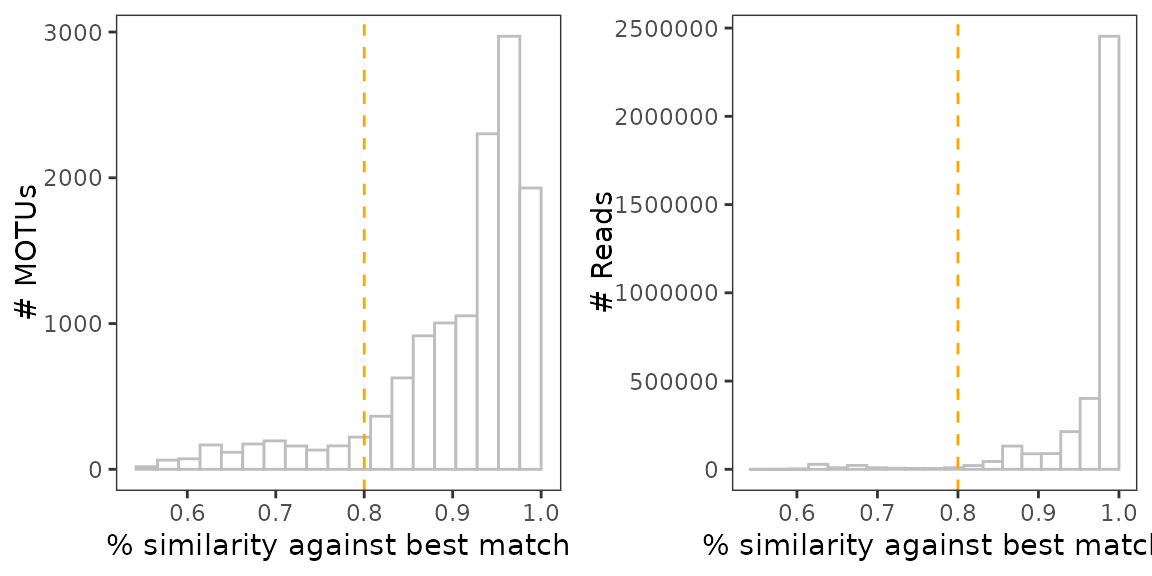 # MOTUs
3000
2000
1000
0
0.6 0.7 0.8 0.9 1.0
% similarity against best match
# Reads
2500000
2000000
1500000
1000000
500000
0
0.6 0.7 0.8 0.9 1.0
% similarity against best matc